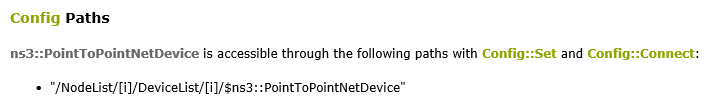 Config Paths
ns3::PointToPointNetDevice is accessible through the following paths with Config::Set and Config::Connect:
• "/NodeList/[i]/DeviceList/[i]/$ns3::PointToPointNetDevice"